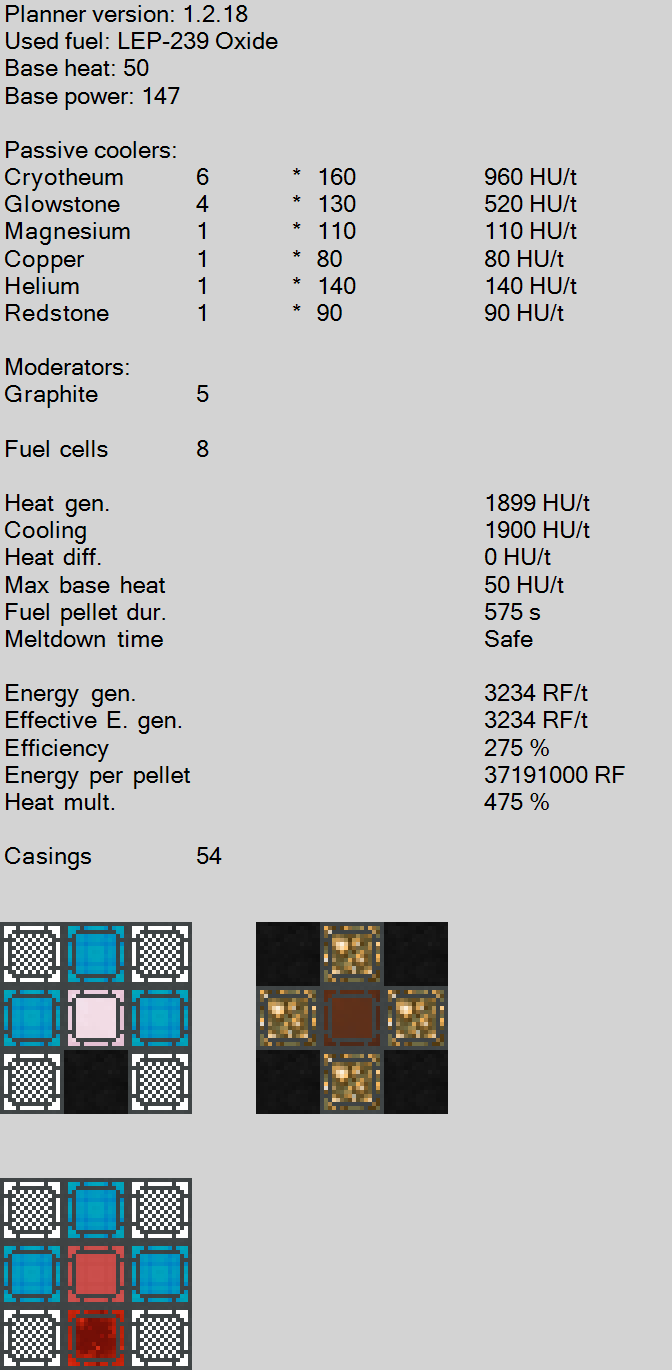 Planner version: 1.2.18
Used fuel: LEP-239 Oxide
Base heat: 50
Base power: 147
Passive coolers:
Cryotheum 6 * 160 960 HU/t
Glowstone 4 * 130 520 HU/t
Magnesium 1 * 110 110 HU/t
Copper 1 * 80 80 HU/t
Helium 1 * 140 140 HU/t
Redstone 1 * 90 90 HU/t
Moderators:
Graphite 5
Fuel cells 8
Heat gen. 1899 HU/t
Cooling 1900 HU/t
Heat diff. 0 HU/t
Max base heat 50 HU/t
Fuel pellet dur. 575 s
Meltdown time Safe
Energy gen. 3234 RF/t
Effective E. gen. 3234 RF/t
Efficiency 275 %
Energy per pellet 37191000 RF
Heat mult. 475 %
Casings 54